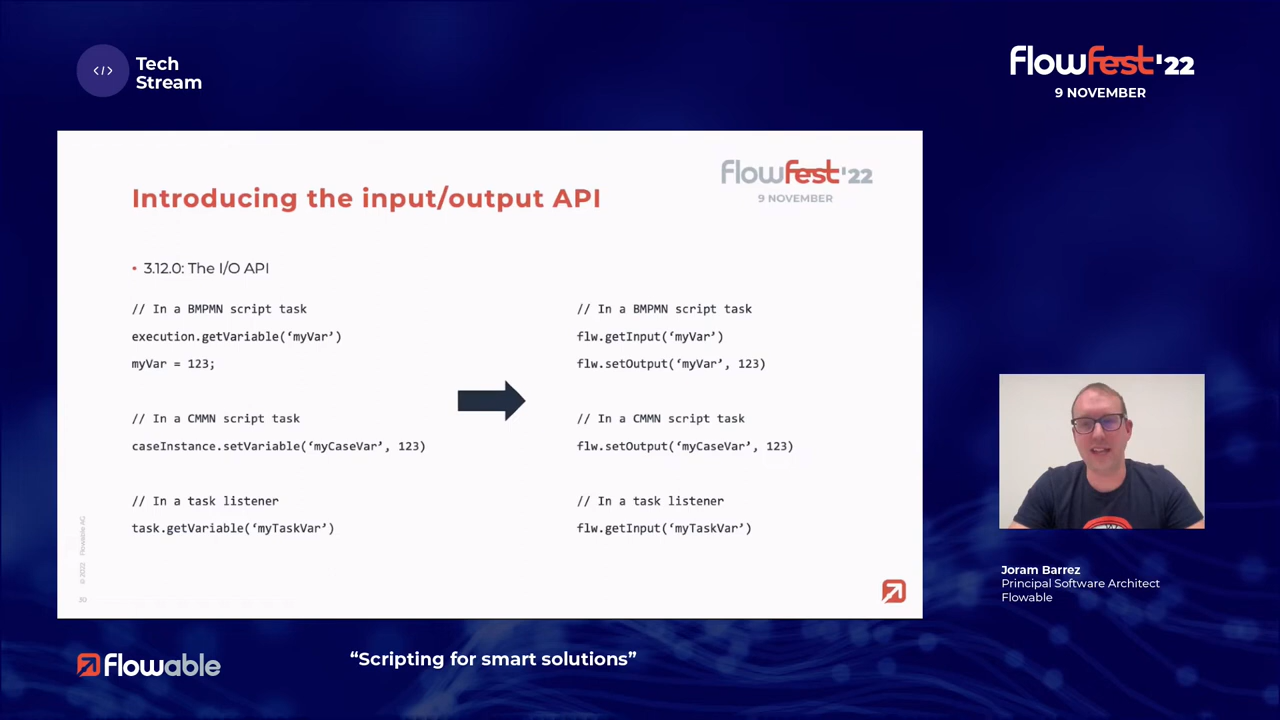 </>
Tech
Stream
flowfest'22
9 NOVEMBER
flowfest'22
9 NOVEMBER
Introducing the input/output API
• 3.12.0: The I/O API
// In a BMPMN script task
execution.getVariable(‘myVar’)
myVar = 123;
// In a CMMN script task
caseInstance.setVariable(‘myCaseVar’, 123)
// In a task listener
task.getVariable(‘myTaskVar’)
// In a BMPMN script task
flw.getInput(‘myVar’)
flw.setOutput(‘myVar’, 123)
// In a CMMN script task
flw.setOutput(‘myCaseVar’, 123)
// In a task listener
flw.getInput(‘myTaskVar’)
© 2022 Flowable AG
30
Joram Barrez
Principal Software Architect
Flowable
flowable
“Scripting for smart solutions”